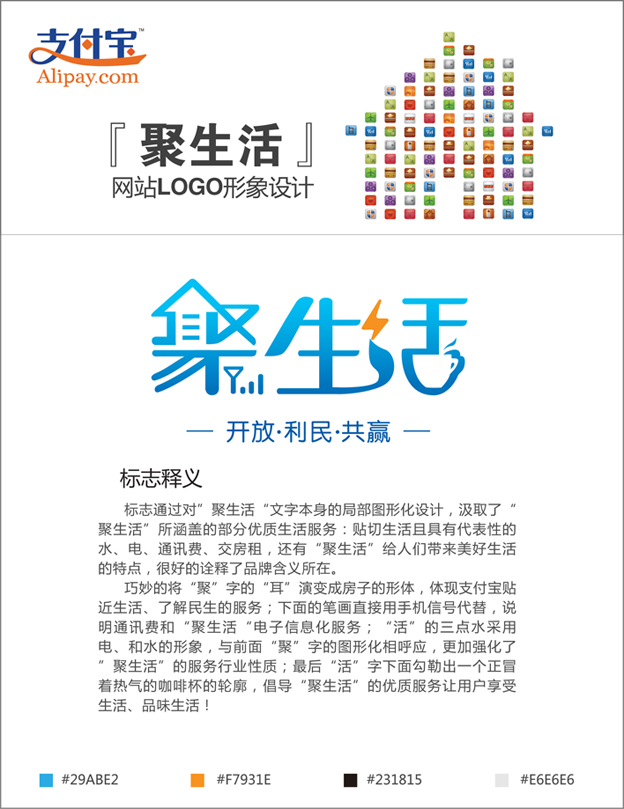 支付宝™
Alipay.com
『 聚生活 』
网站LOGO形象设计
聚生活
— 开放·利民·共赢 —
标志释义
标志通过对”聚生活“文字本身的局部图形化设计，汲取了“
聚生活”所涵盖的部分优质生活服务：贴切生活且具有代表性的
水、电、通讯费、交房租，还有“聚生活”给人们带来美好生活
的特点，很好的诠释了品牌含义所在。
巧妙的将“聚”字的“耳”演变成房子的形体，体现支付宝贴
近生活、了解民生的服务；下面的笔画直接用手机信号代替，说
明通讯费和“聚生活“电子信息化服务；“活”的三点水采用
电、和水的形象，与前面“聚”字的图形化相呼应，更加强化了
”聚生活”的服务行业性质；最后“活”字下面勾勒出一个正冒
着热气的咖啡杯的轮廓，倡导“聚生活”的优质服务让用户享受
生活、品味生活！
#29ABE2 #F7931E #231815 #E6E6E6